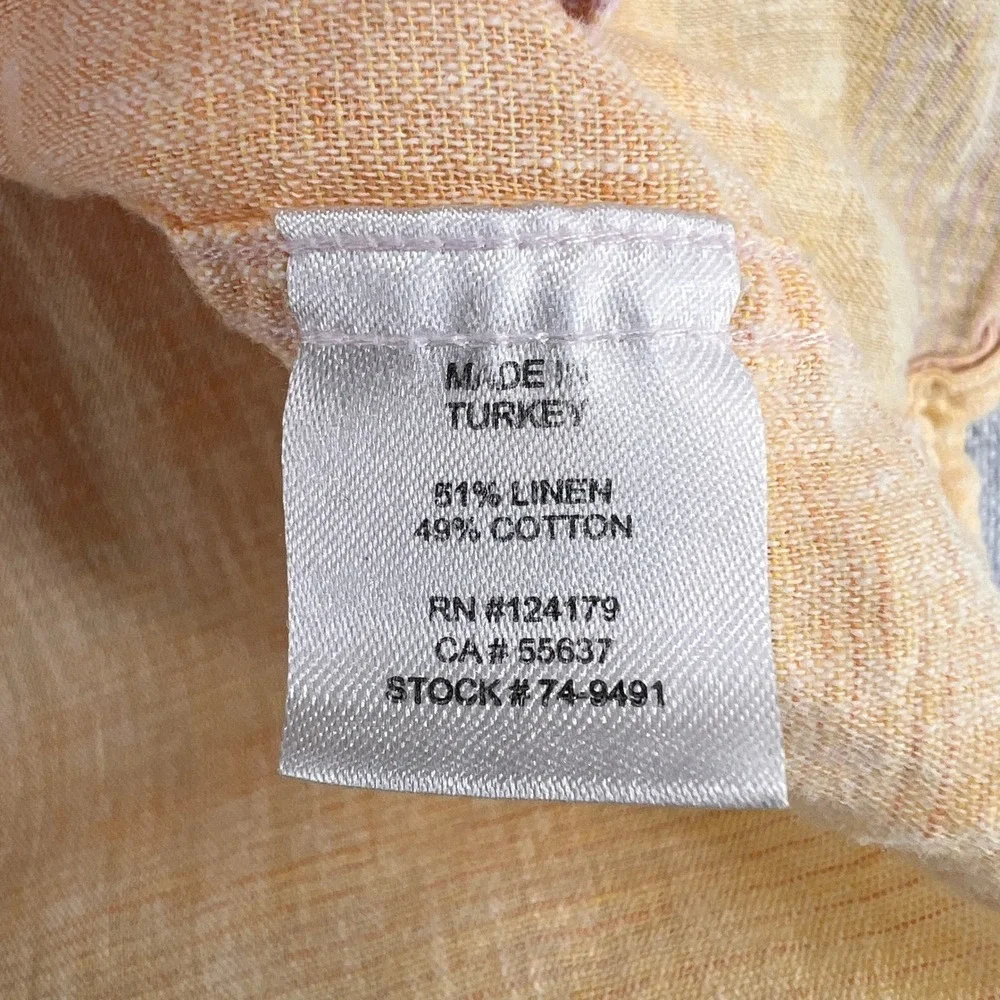 MADE IN
TURKEY
51% LINEN
49% COTTON
RN #124179
CA# 55637
STOCK # 74-9491